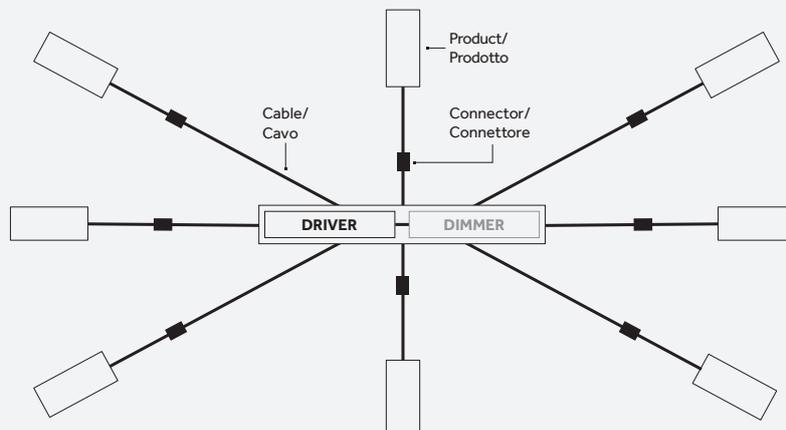 Product/
Prodotto
Cable/
Cavo
Connector/
Connettore
DRIVER
DIMMER